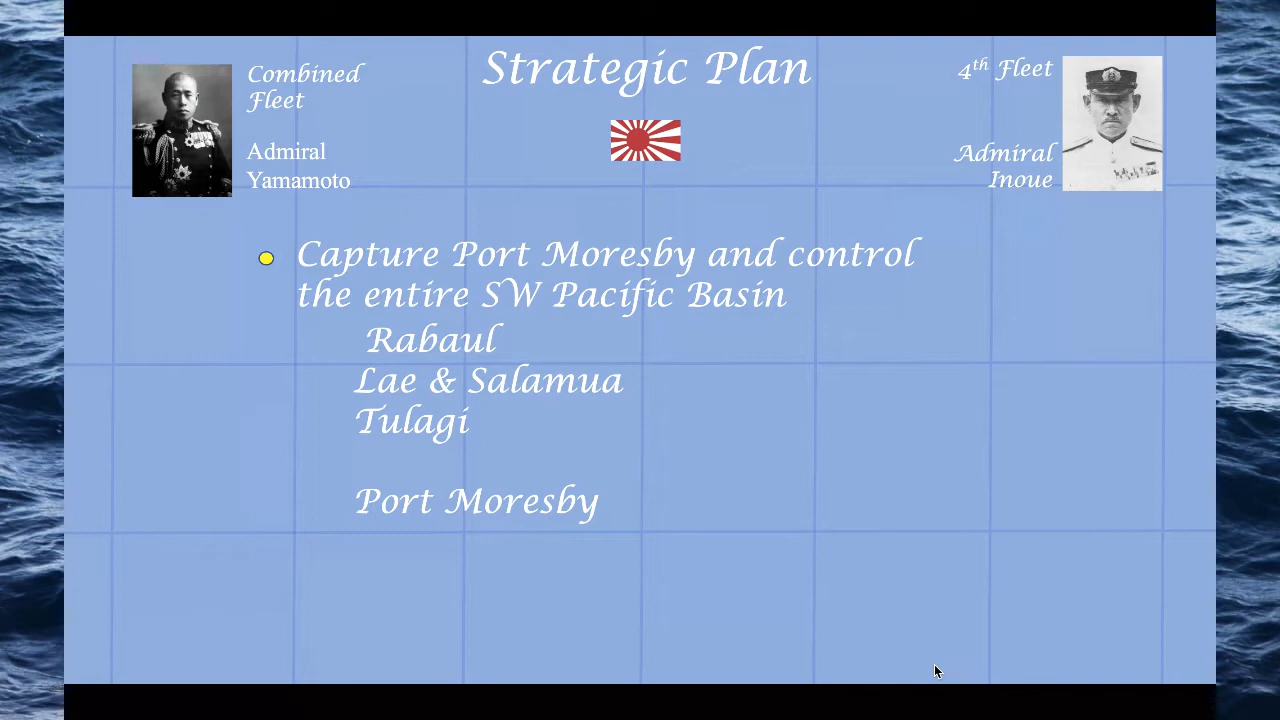 Strategic Plan
Combined
Fleet
Admiral
Yamamoto
4th Fleet
Admiral
Inoue
Capture Port Moresby and control
the entire SW Pacific Basin
Rabaul
Lae & Salamua
Tulagi
Port Moresby